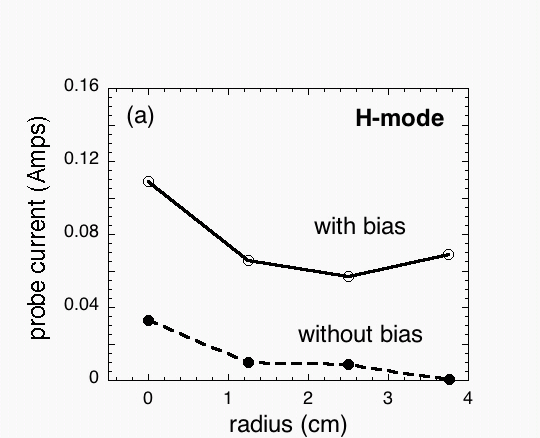 0.16
(a)
H-mode
0.12
with bias
0.08
0.04
without bias
0
probe current (Amps)
0 1 2 3 4
radius (cm)